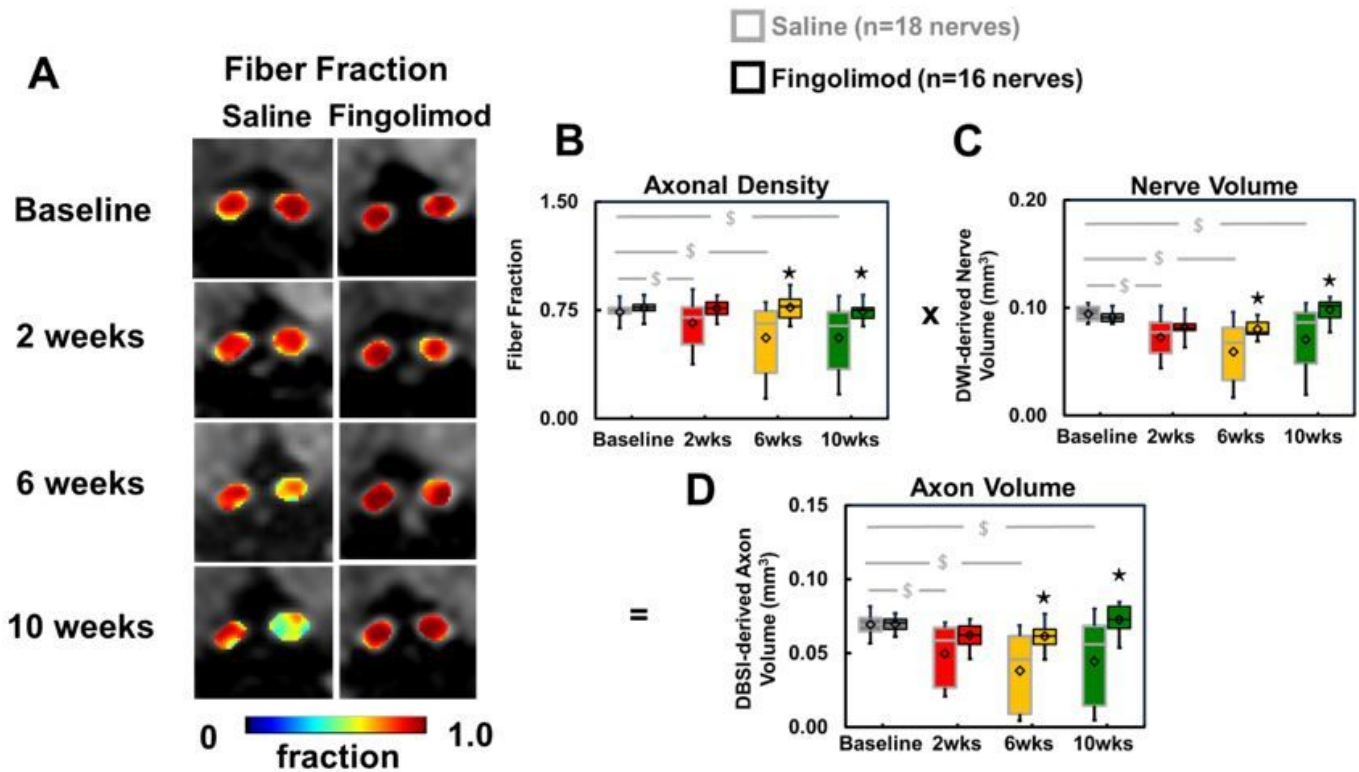 Saline (n=18 nerves)
Fingolimod (n=16 nerves)
A
Fiber Fraction
Saline Fingolimod
Baseline
2 weeks
6 weeks
10 weeks
0 1.0
fraction
B
Axonal Density
Fiber Fraction
1.50
0.75
0.00
$
$
$
★ ★
Baseline 2wks 6wks 10wks
x
C
Nerve Volume
DWI-derived Nerve
Volume (mm³)
0.20
0.10
0.00
$
$
$
★ ★
Baseline 2wks 6wks 10wks
=
D
Axon Volume
DBSI-derived Axon
Volume (mm³)
0.15
0.10
0.05
0.00
$
$
$
★ ★
Baseline 2wks 6wks 10wks